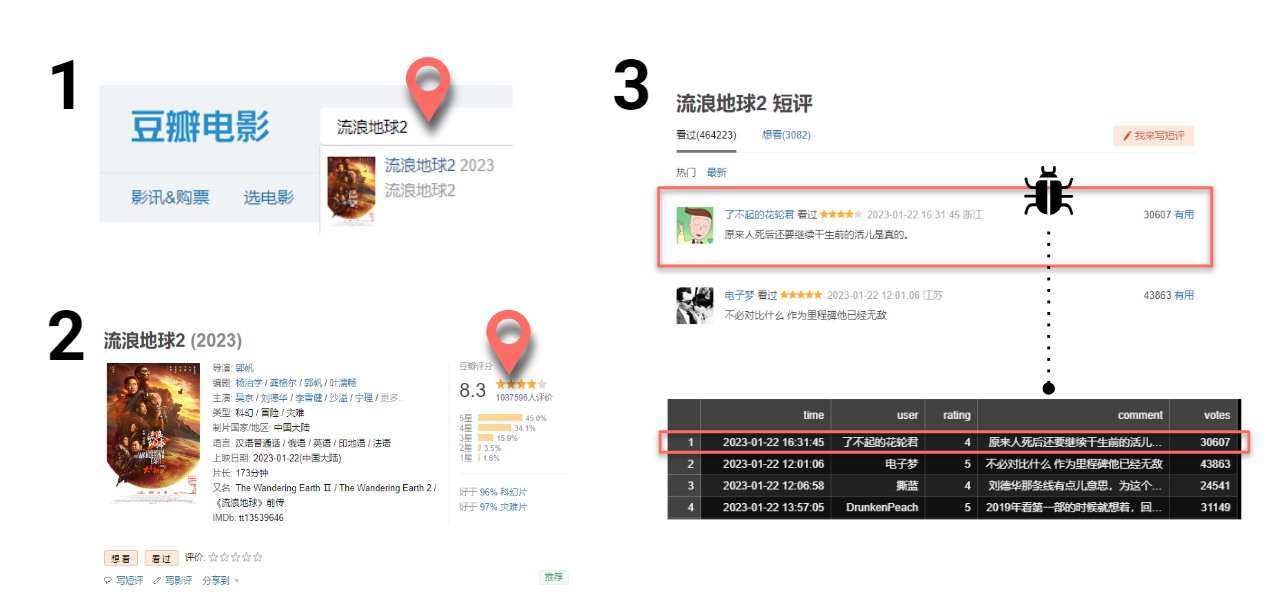 1
豆瓣电影
流浪地球2
影讯&购票 选电影
流浪地球2 2023
流浪地球2
2
流浪地球2 (2023)
导演: 郭帆
编剧: 杨治学 / 龚格尔 / 郭帆 / 叶濡畅
主演: 吴京 / 刘德华 / 李雪健 / 沙溢 / 宁理 / 更多...
类型: 科幻 / 冒险 / 灾难
制片国家/地区: 中国大陆
语言: 汉语普通话 / 俄语 / 英语 / 印地语 / 法语
上映日期: 2023-01-22(中国大陆)
片长: 173分钟
又名: The Wandering Earth Ⅱ / The Wandering Earth 2 /
《流浪地球》前传
IMDb: tt13539646
豆瓣评分
8.3
1037596人评价
5星 45.0%
4星 34.1%
3星 15.9%
2星 3.5%
1星 1.6%
好于 96% 科幻片
好于 97% 灾难片
想看 看过 评价:
写短评 写影评 分享到
推荐
3
流浪地球2 短评
看过(464223) 想看(3082)
我来写短评
热门 最新
了不起的花轮君 看过 2023-01-22 16:31:45 浙江
30607 有用
原来人死后还要继续干生前的活儿是真的。
电子梦 看过 2023-01-22 12:01:06 江苏
43863 有用
不必对比什么 作为里程碑他已经无敌
time user rating comment votes
1 2023-01-22 16:31:45 了不起的花轮君 4 原来人死后还要继续干生前的活儿... 30607
2 2023-01-22 12:01:06 电子梦 5 不必对比什么 作为里程碑他已经无敌 43863
3 2023-01-22 12:06:58 撕蓝 4 刘德华那条线有点儿意思，为这个... 24541
4 2023-01-22 13:57:05 DrunkenPeach 5 2019年看第一部的时候就想着，回... 31149